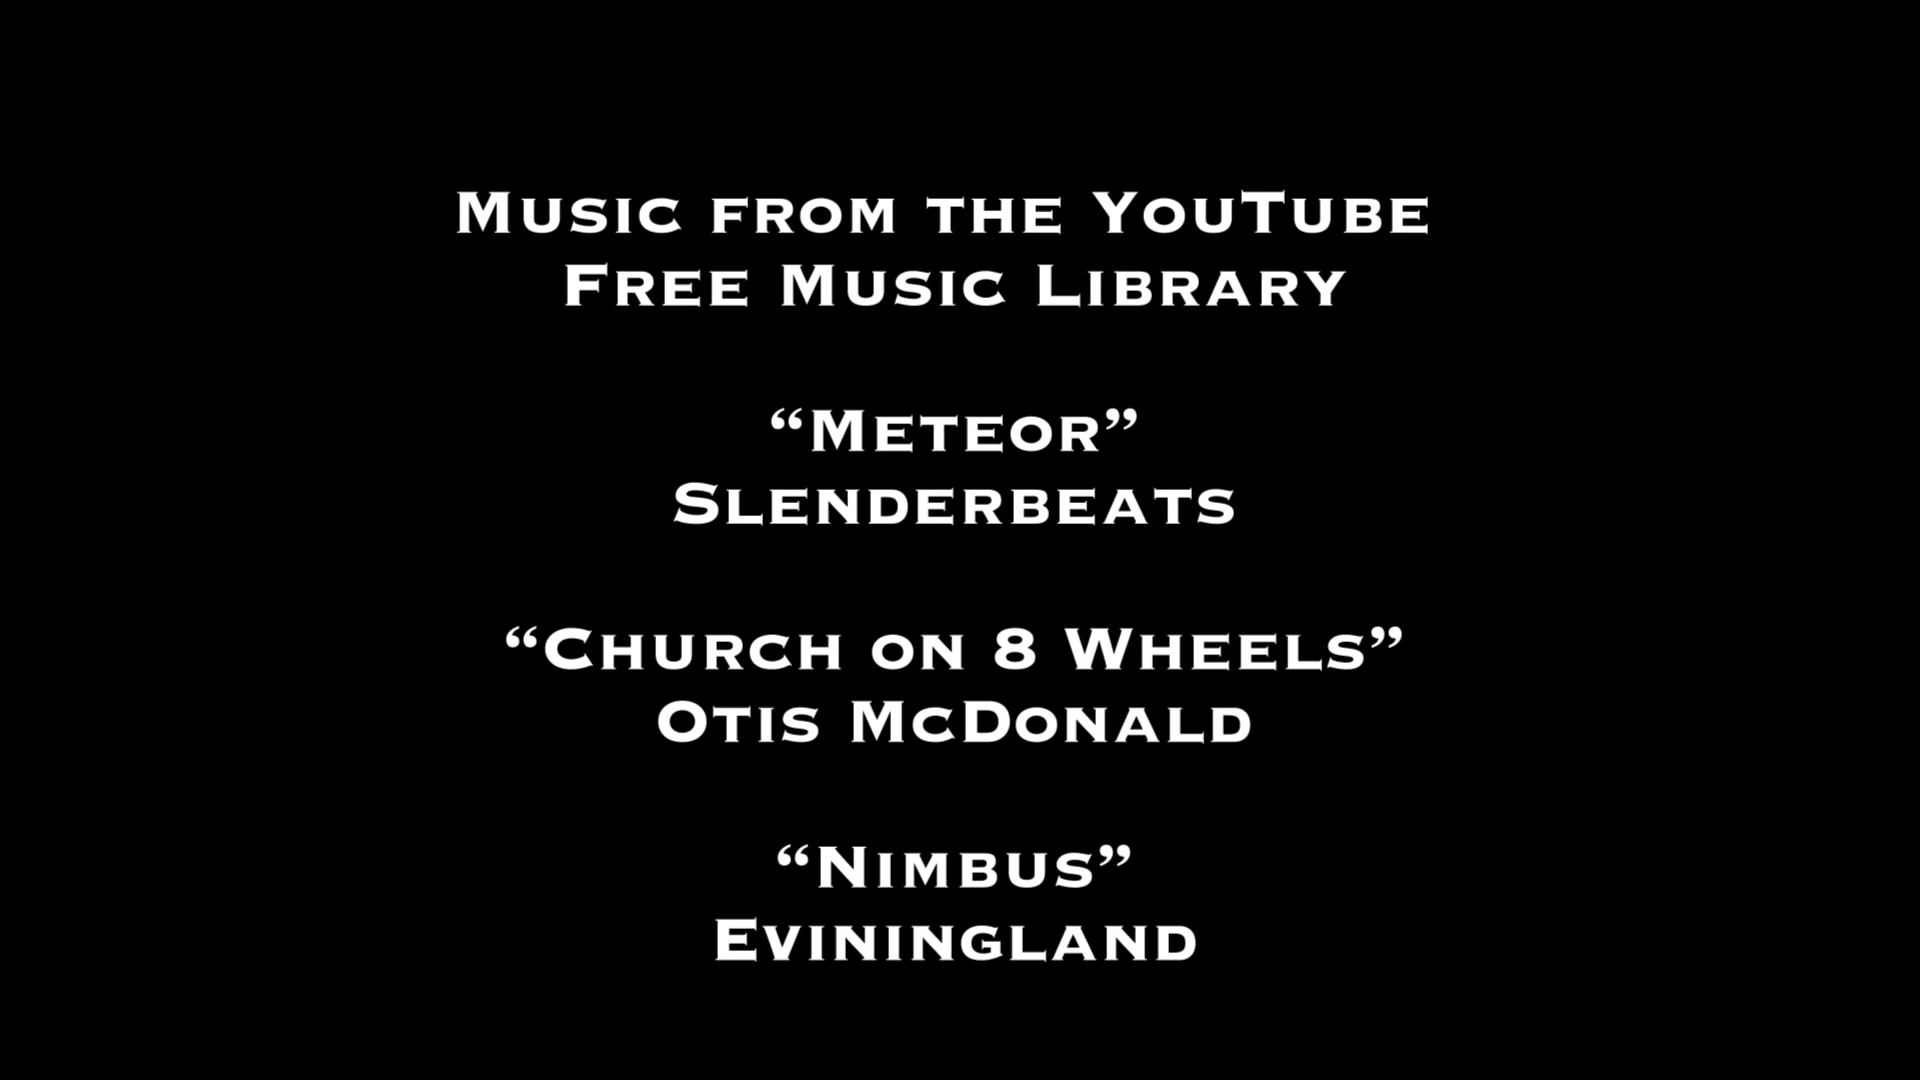 Music from the YouTube
Free Music Library
“Meteor”
Slenderbeats
“Church on 8 Wheels”
Otis McDonald
“Nimbus”
Eviningland